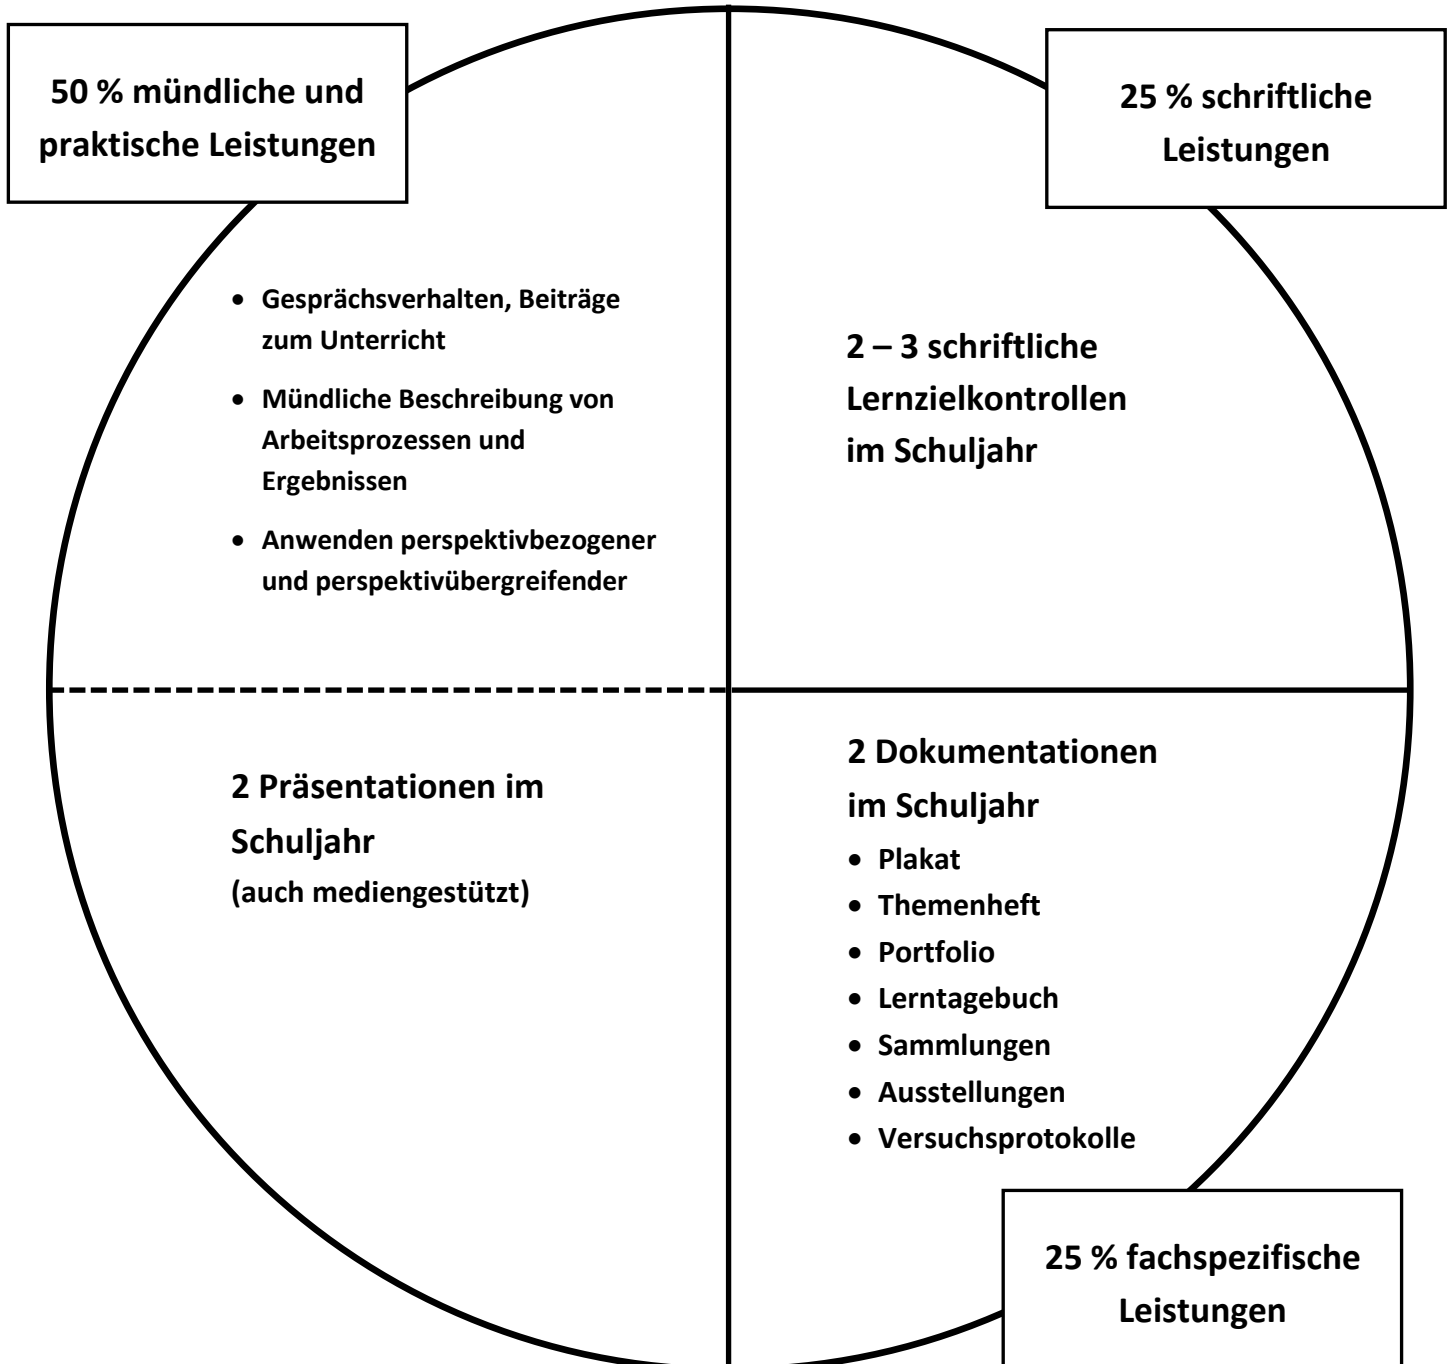 50 % mündliche und
praktische Leistungen
25 % schriftliche
Leistungen
• Gesprächsverhalten, Beiträge
zum Unterricht
• Mündliche Beschreibung von
Arbeitsprozessen und
Ergebnissen
• Anwenden perspektivbezogener
und perspektivübergreifender
2 – 3 schriftliche
Lernzielkontrollen
im Schuljahr
2 Präsentationen im
Schuljahr
(auch mediengestützt)
2 Dokumentationen
im Schuljahr
• Plakat
• Themenheft
• Portfolio
• Lerntagebuch
• Sammlungen
• Ausstellungen
• Versuchsprotokolle
25 % fachspezifische
Leistungen